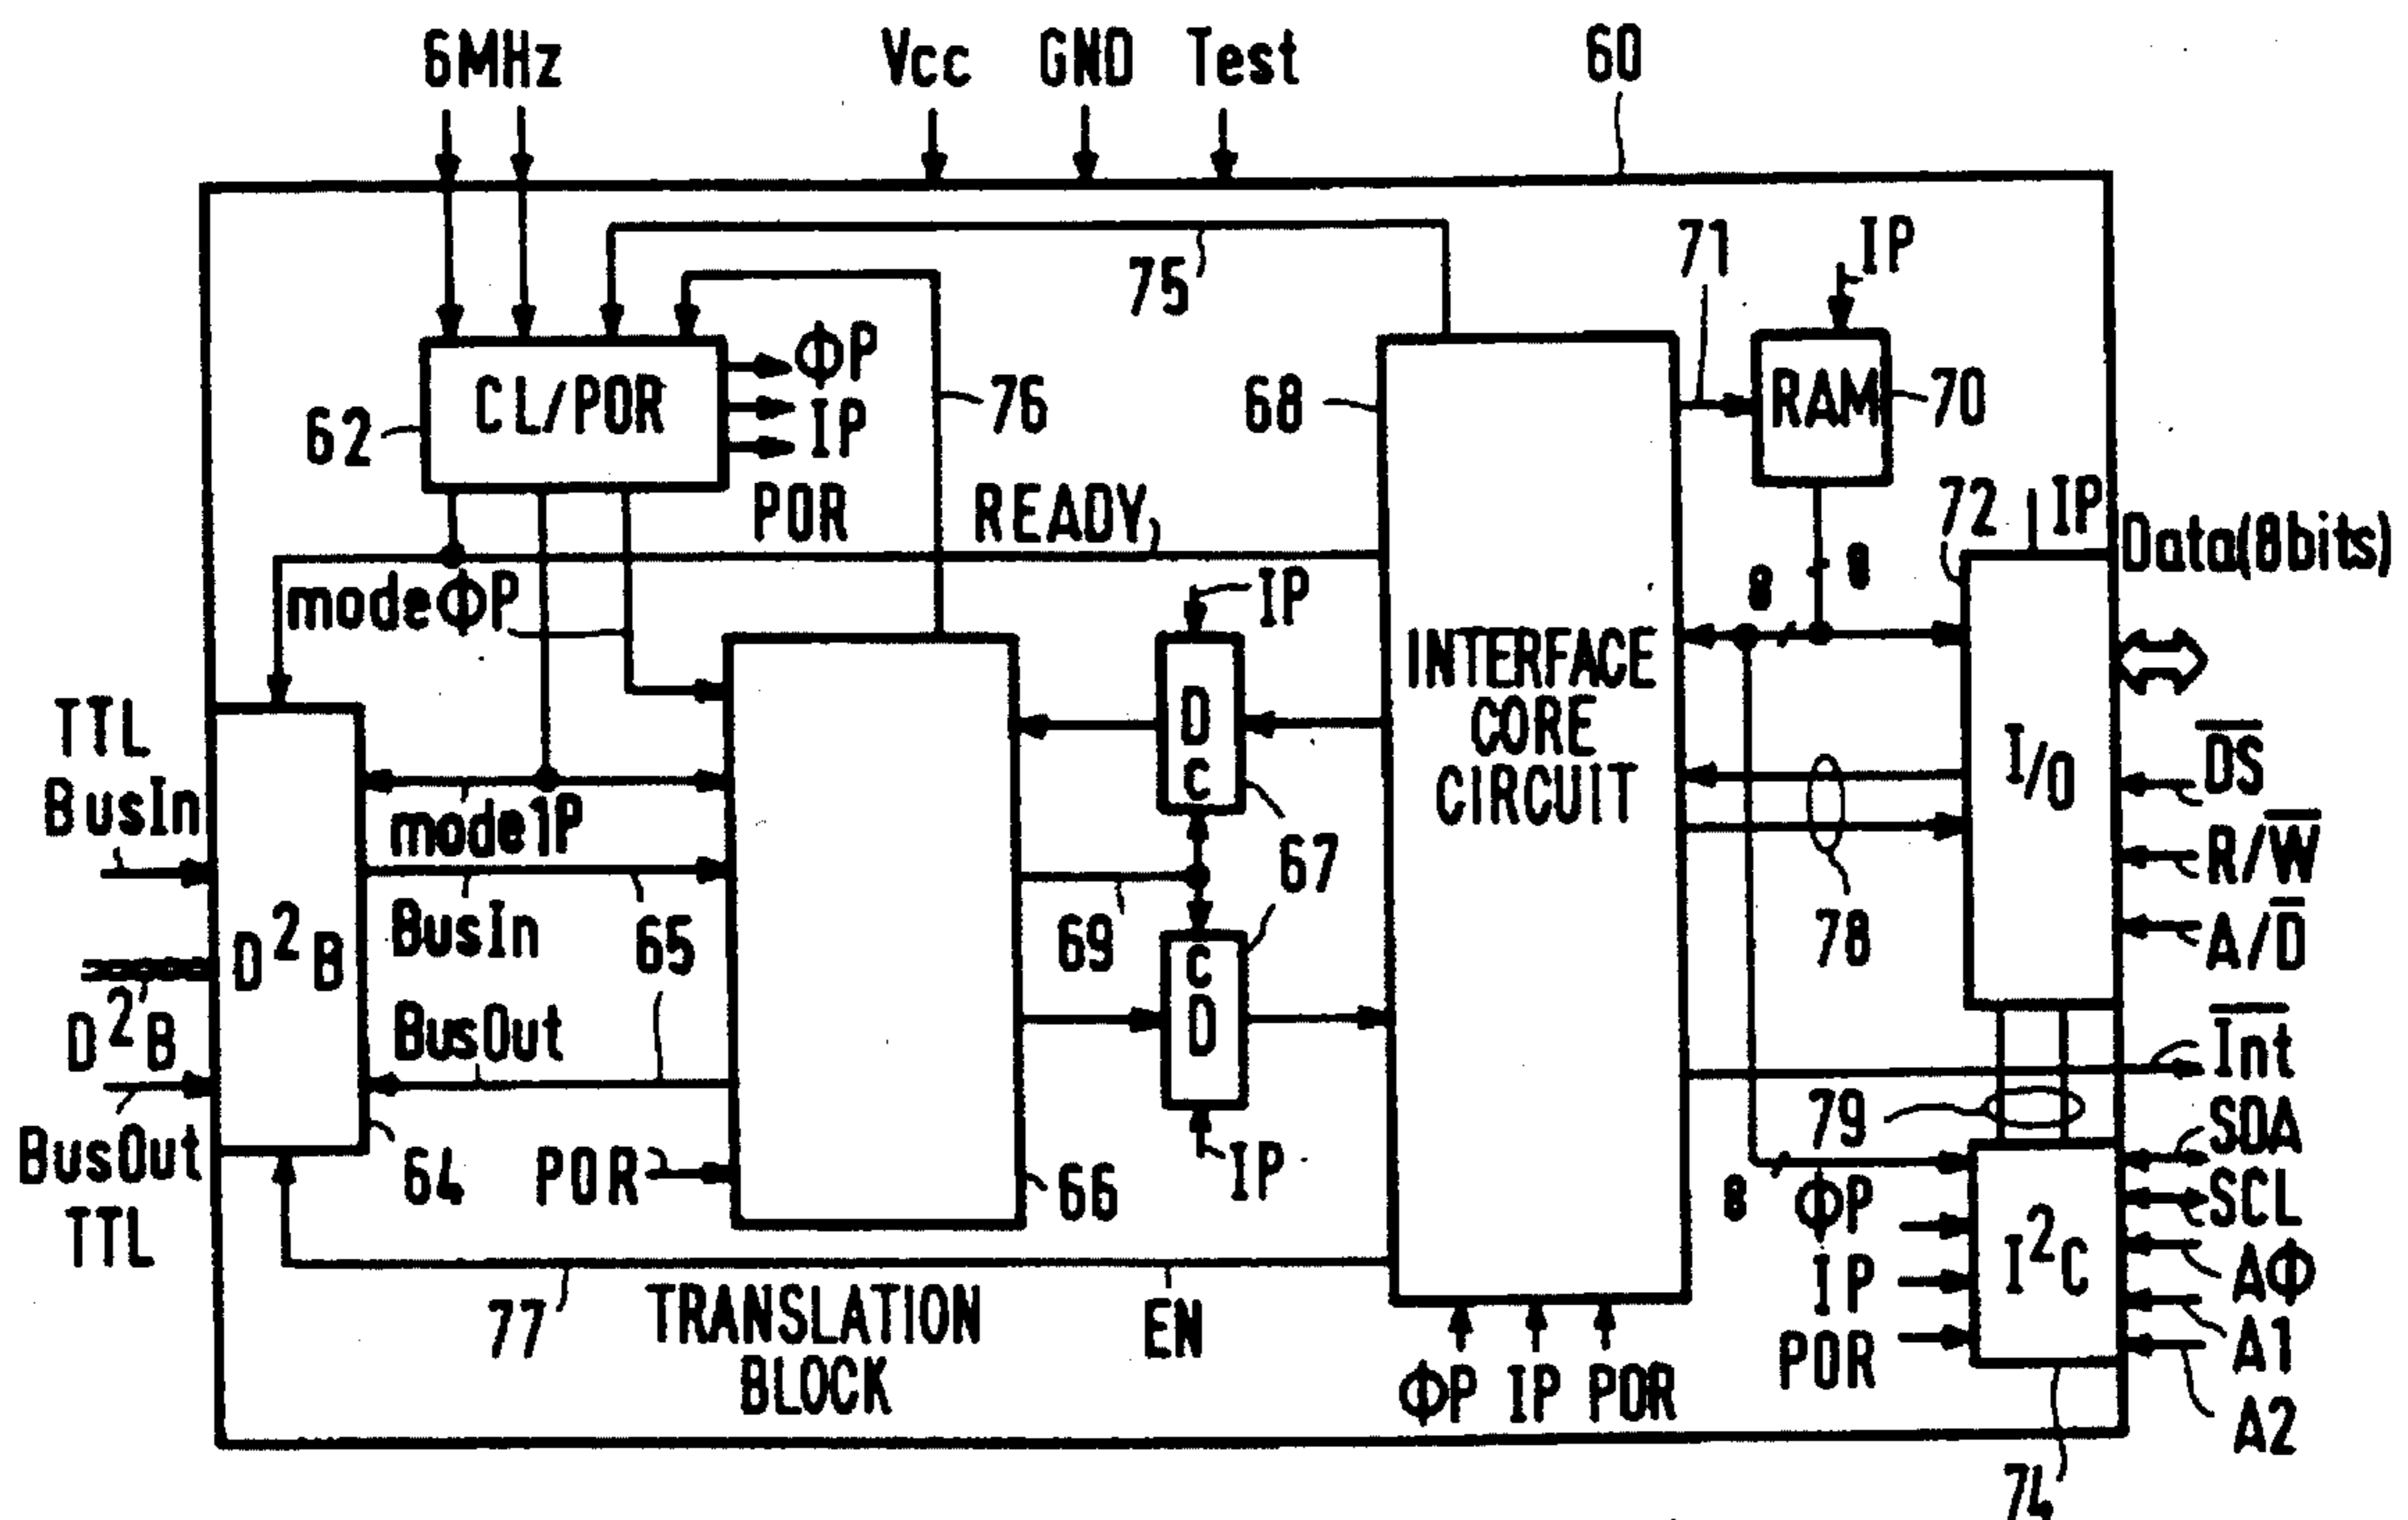 6MHz
Vcc
GND
Test
60
75
71
IP
ΦP
CL/POR
IP
62
POR
76
68
RAM
70
READY
72
IP
Data(8bits)
mode ΦP
IP
8
8
TTL
BusIn
D
C
INTERFACE
CORE
CIRCUIT
I/O
D̅S̅
mode1P
67
R/W̅
BusIn
65
69
78
A/D̅
D²B
D²B
BusOut
C
D
I̅n̅t̅
79
SDA
BusOut
TTL
64
POR
66
IP
8
ΦP
SCL
I²C
AΦ
IP
77
TRANSLATION
BLOCK
EN
POR
A1
ΦP IP POR
A2
74